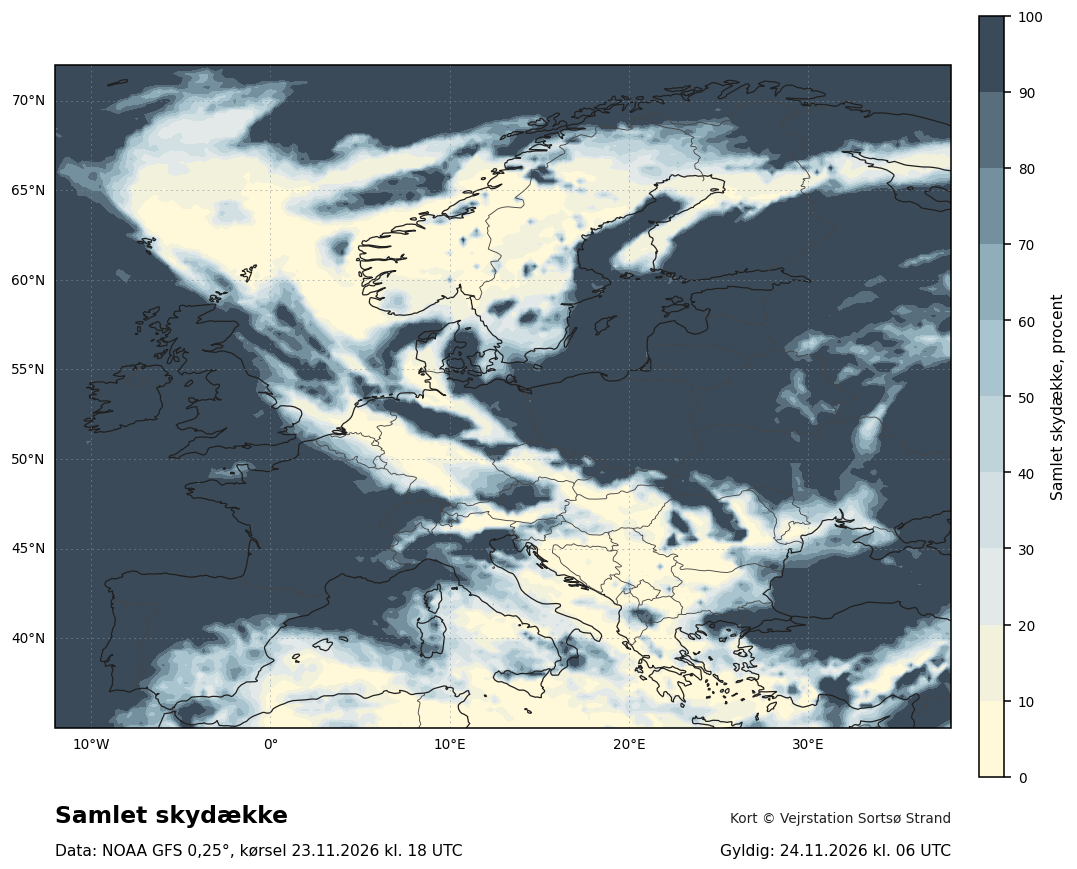 70°N
65°N
60°N
55°N
50°N
45°N
40°N
10°W
0°
10°E
20°E
30°E
100
90
80
70
60
50
40
30
20
10
0
Samlet skydække, procent
Samlet skydække
Kort © Vejrstation Sortsø Strand
Data: NOAA GFS 0,25°, kørsel 23.11.2026 kl. 18 UTC
Gyldig: 24.11.2026 kl. 06 UTC